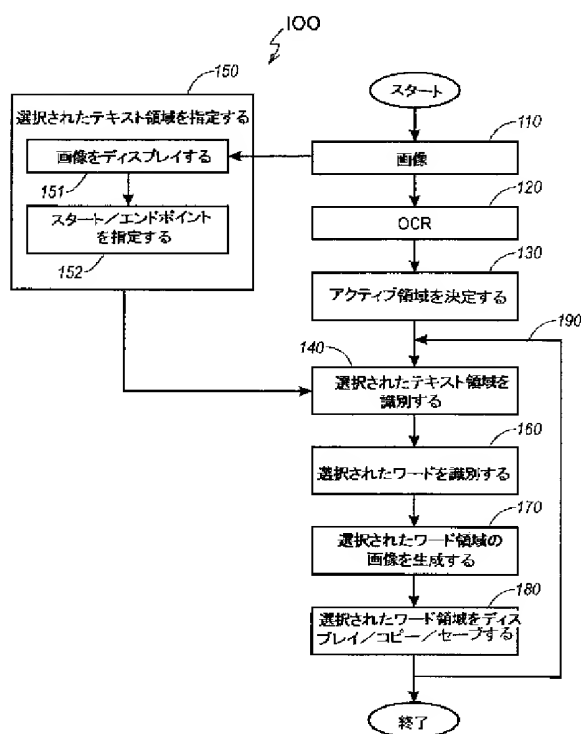 100
150
選択されたテキスト領域を指定する
画像をディスプレイする
151
スタート/エンドポイント
を指定する
152
スタート
110
画像
120
OCR
130
アクティブ領域を決定する
190
140
選択されたテキスト領域を
識別する
160
選択されたワードを識別する
170
選択されたワード領域の
画像を生成する
180
選択されたワード領域をディス
プレイ/コピー/セーブする
終了